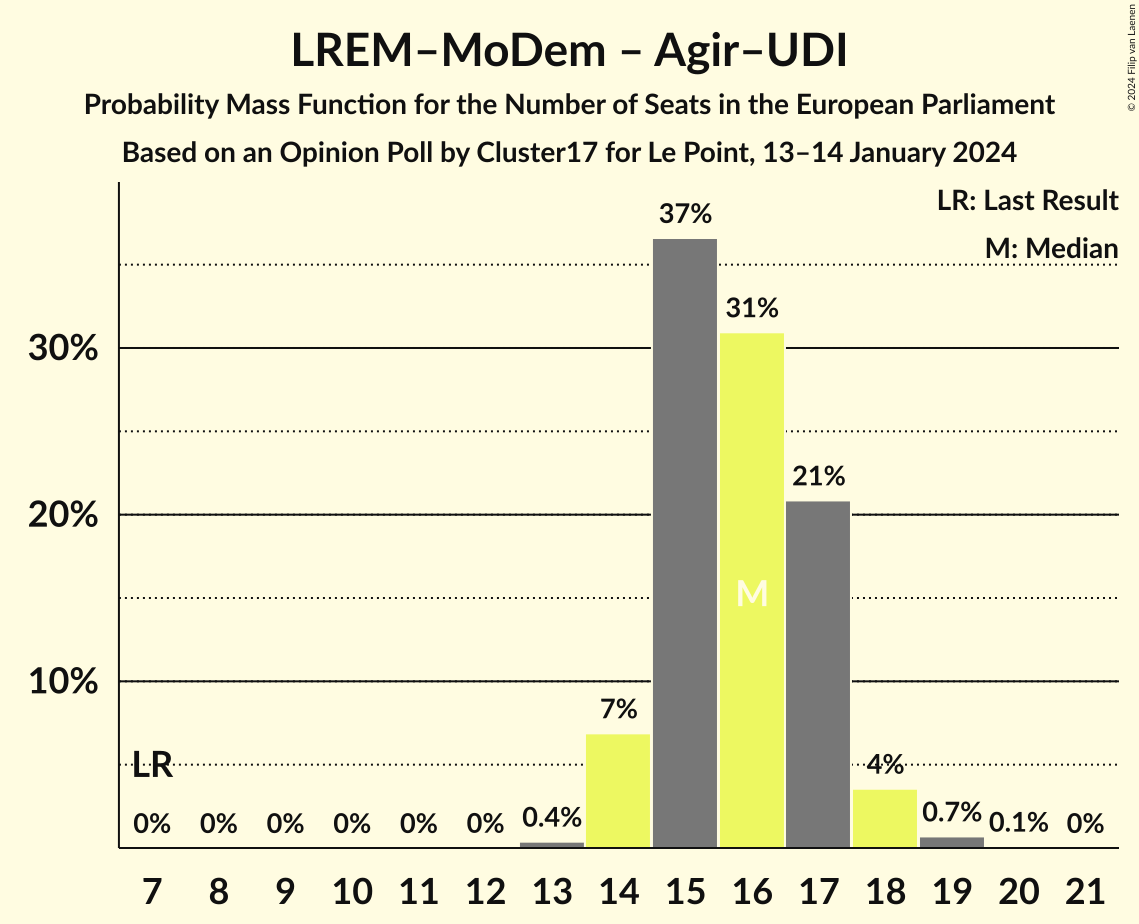 LREM–MoDem – Agir–UDI
Probability Mass Function for the Number of Seats in the European Parliament
Based on an Opinion Poll by Cluster17 for Le Point, 13–14 January 2024
© 2024 Filip van Laenen
LR: Last Result
M: Median
37%
31%
30%
21%
20%
M
10%
7%
LR
4%
0% 0% 0% 0% 0% 0% 0.4% 0.7% 0.1% 0%
7 8 9 10 11 12 13 14 15 16 17 18 19 20 21